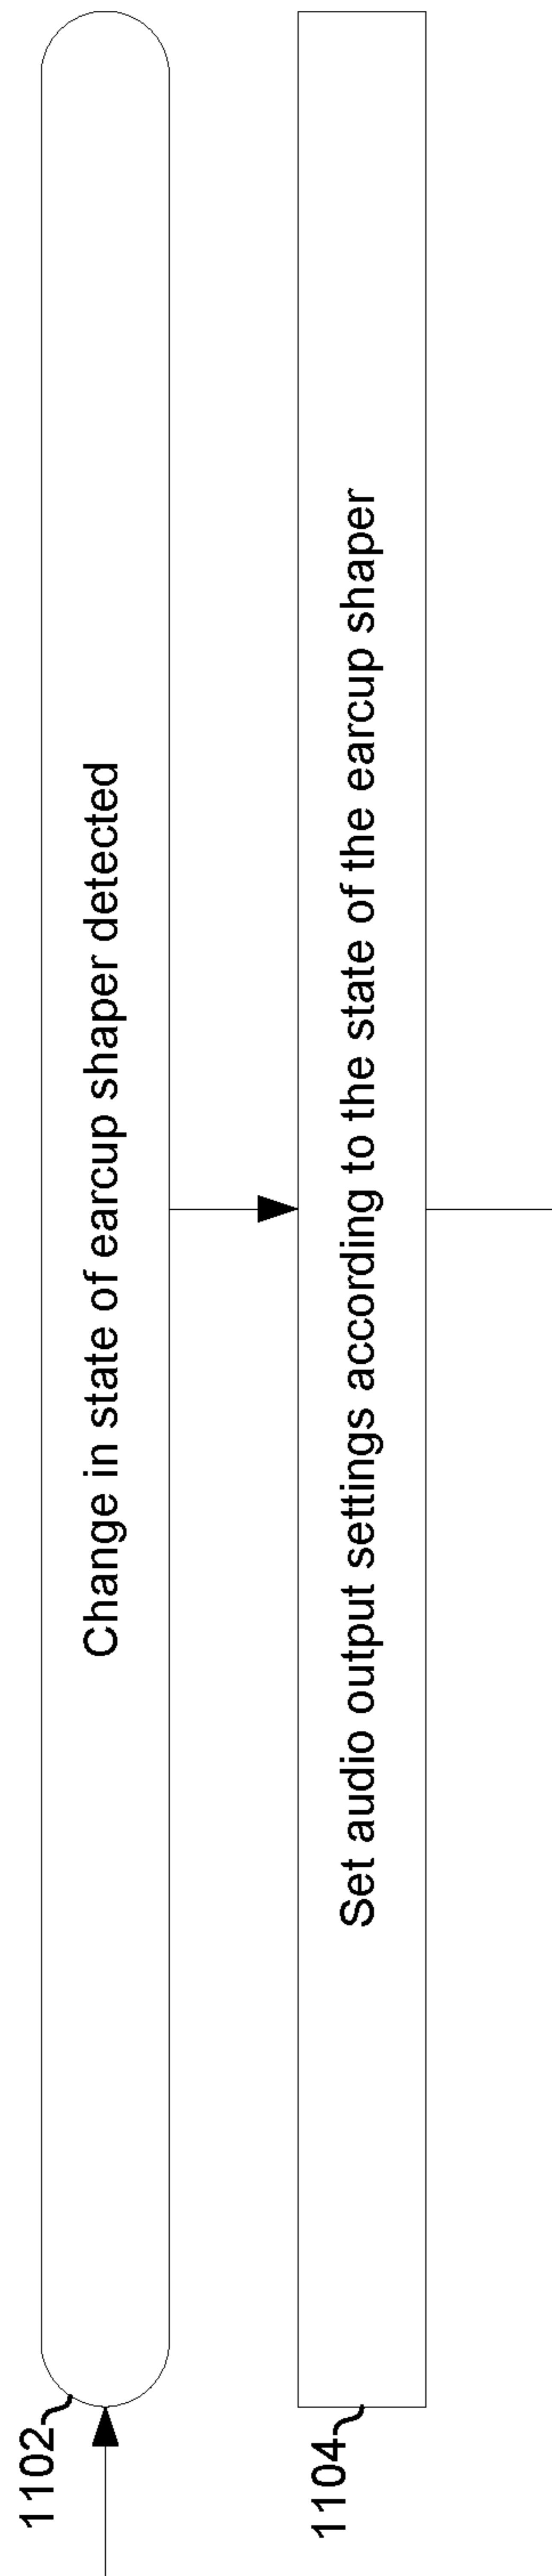 1102
Change in state of earcup shaper detected
1104
Set audio output settings according to the state of the earcup shaper